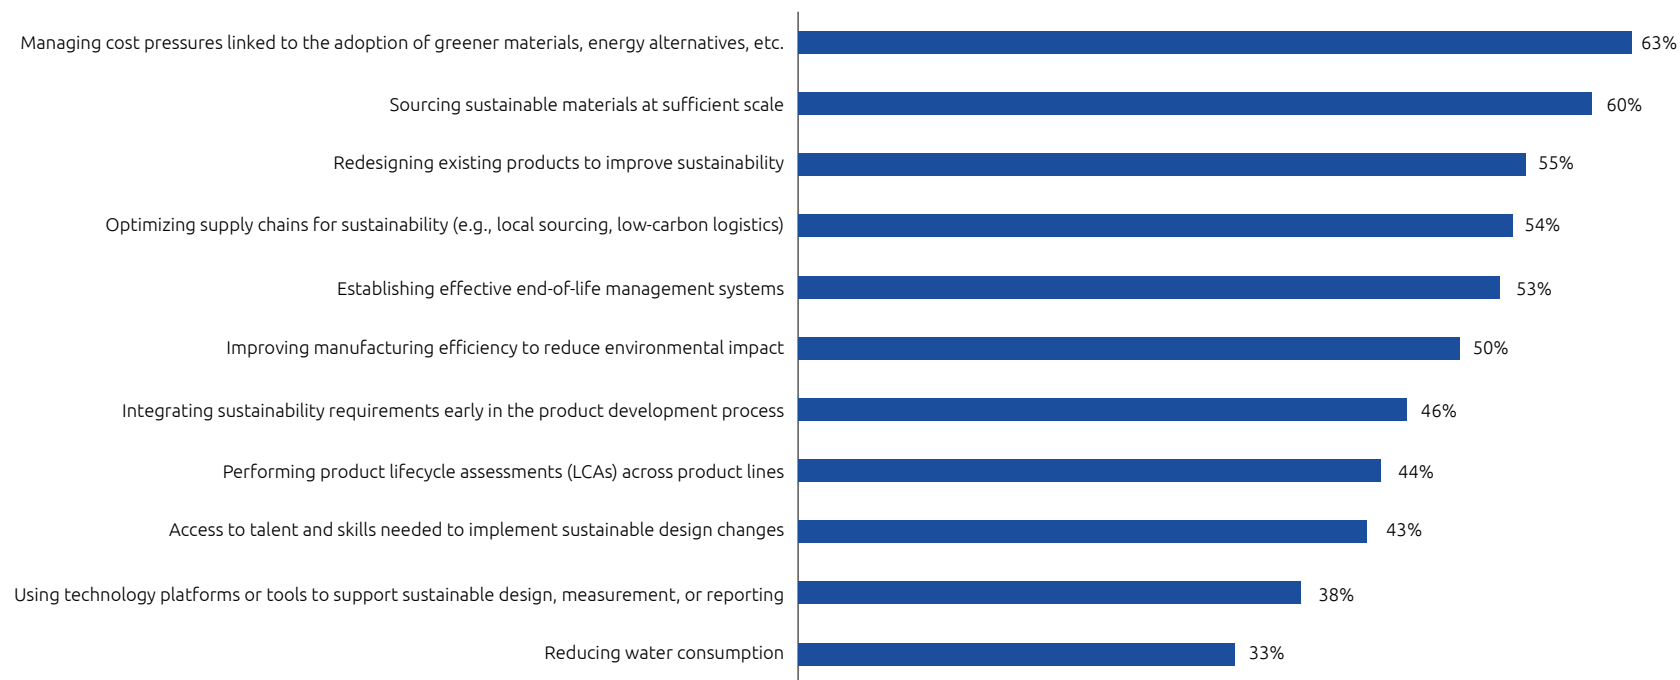 Managing cost pressures linked to the adoption of greener materials, energy alternatives, etc. 63%
Sourcing sustainable materials at sufficient scale 60%
Redesigning existing products to improve sustainability 55%
Optimizing supply chains for sustainability (e.g., local sourcing, low-carbon logistics) 54%
Establishing effective end-of-life management systems 53%
Improving manufacturing efficiency to reduce environmental impact 50%
Integrating sustainability requirements early in the product development process 46%
Performing product lifecycle assessments (LCAs) across product lines 44%
Access to talent and skills needed to implement sustainable design changes 43%
Using technology platforms or tools to support sustainable design, measurement, or reporting 38%
Reducing water consumption 33%